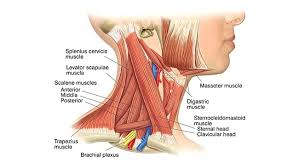 Splenius cervicis
muscle
Levator scapulae
muscle
Scalene muscles
Anterior
Middle
Posterior
Masseter muscle
Digastric
muscle
Sternocleidomastoid
muscle
Sternal head
Clavicular head
Trapezius
muscle
Brachial plexus